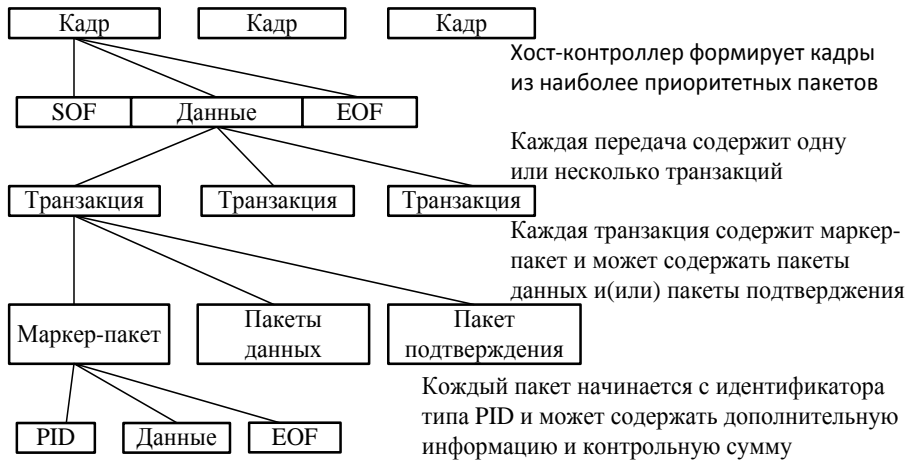 Кадр Кадр Кадр
Хост-контроллер формирует кадры
из наиболее приоритетных пакетов
SOF Данные EOF
Каждая передача содержит одну
или несколько транзакций
Транзакция Транзакция Транзакция
Каждая транзакция содержит маркер-
пакет и может содержать пакеты
данных и(или) пакеты подтверджения
Маркер-пакет
Пакеты
данных
Пакет
подтверждения
Кождый пакет начинается с идентификатора
типа PID и может содержать дополнительную
информацию и контрольную сумму
PID Данные EOF